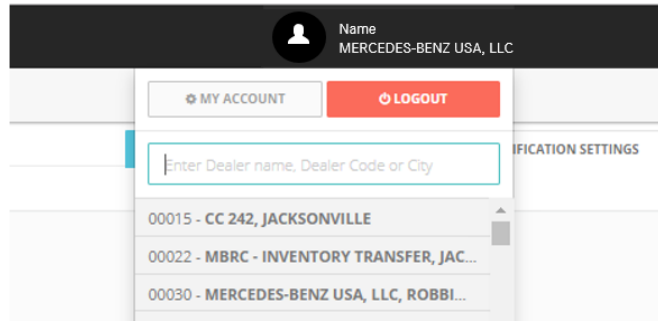 Name
MERCEDES-BENZ USA, LLC
MY ACCOUNT
LOGOUT
Enter Dealer name, Dealer Code or City
IFICATION SETTINGS
00015 - CC 242, JACKSONVILLE
00022 - MBRC - INVENTORY TRANSFER, JAC...
00030 - MERCEDES-BENZ USA, LLC, ROBBI...